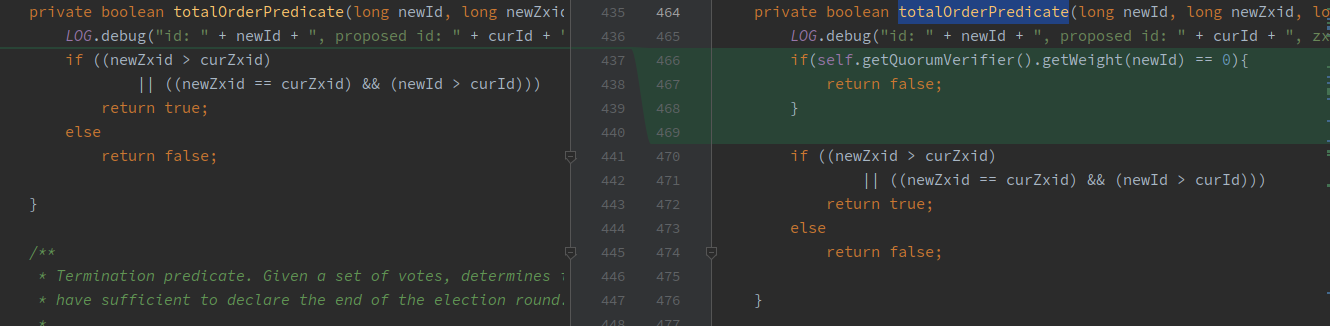 private boolean totalOrderPredicate(long newId, long newZxid
LOG.debug("id: " + newId + ", proposed id: " + curId + "
if ((newZxid > curZxid)
|| ((newZxid == curZxid) && (newId > curId)))
return true;
else
return false;
}
/**
* Termination predicate. Given a set of votes, determines
* have sufficient to declare the end of the election round.
*
435 464
436 465
437 466
438 467
439 468
440 469
441 470
442 471
443 472
444 473
445 474
446 475
447 476
448 477
private boolean totalOrderPredicate(long newId, long newZxid, lo
LOG.debug("id: " + newId + ", proposed id: " + curId + ", zx
if(self.getQuorumVerifier().getWeight(newId) == 0){
return false;
}
if ((newZxid > curZxid)
|| ((newZxid == curZxid) && (newId > curId)))
return true;
else
return false;
}